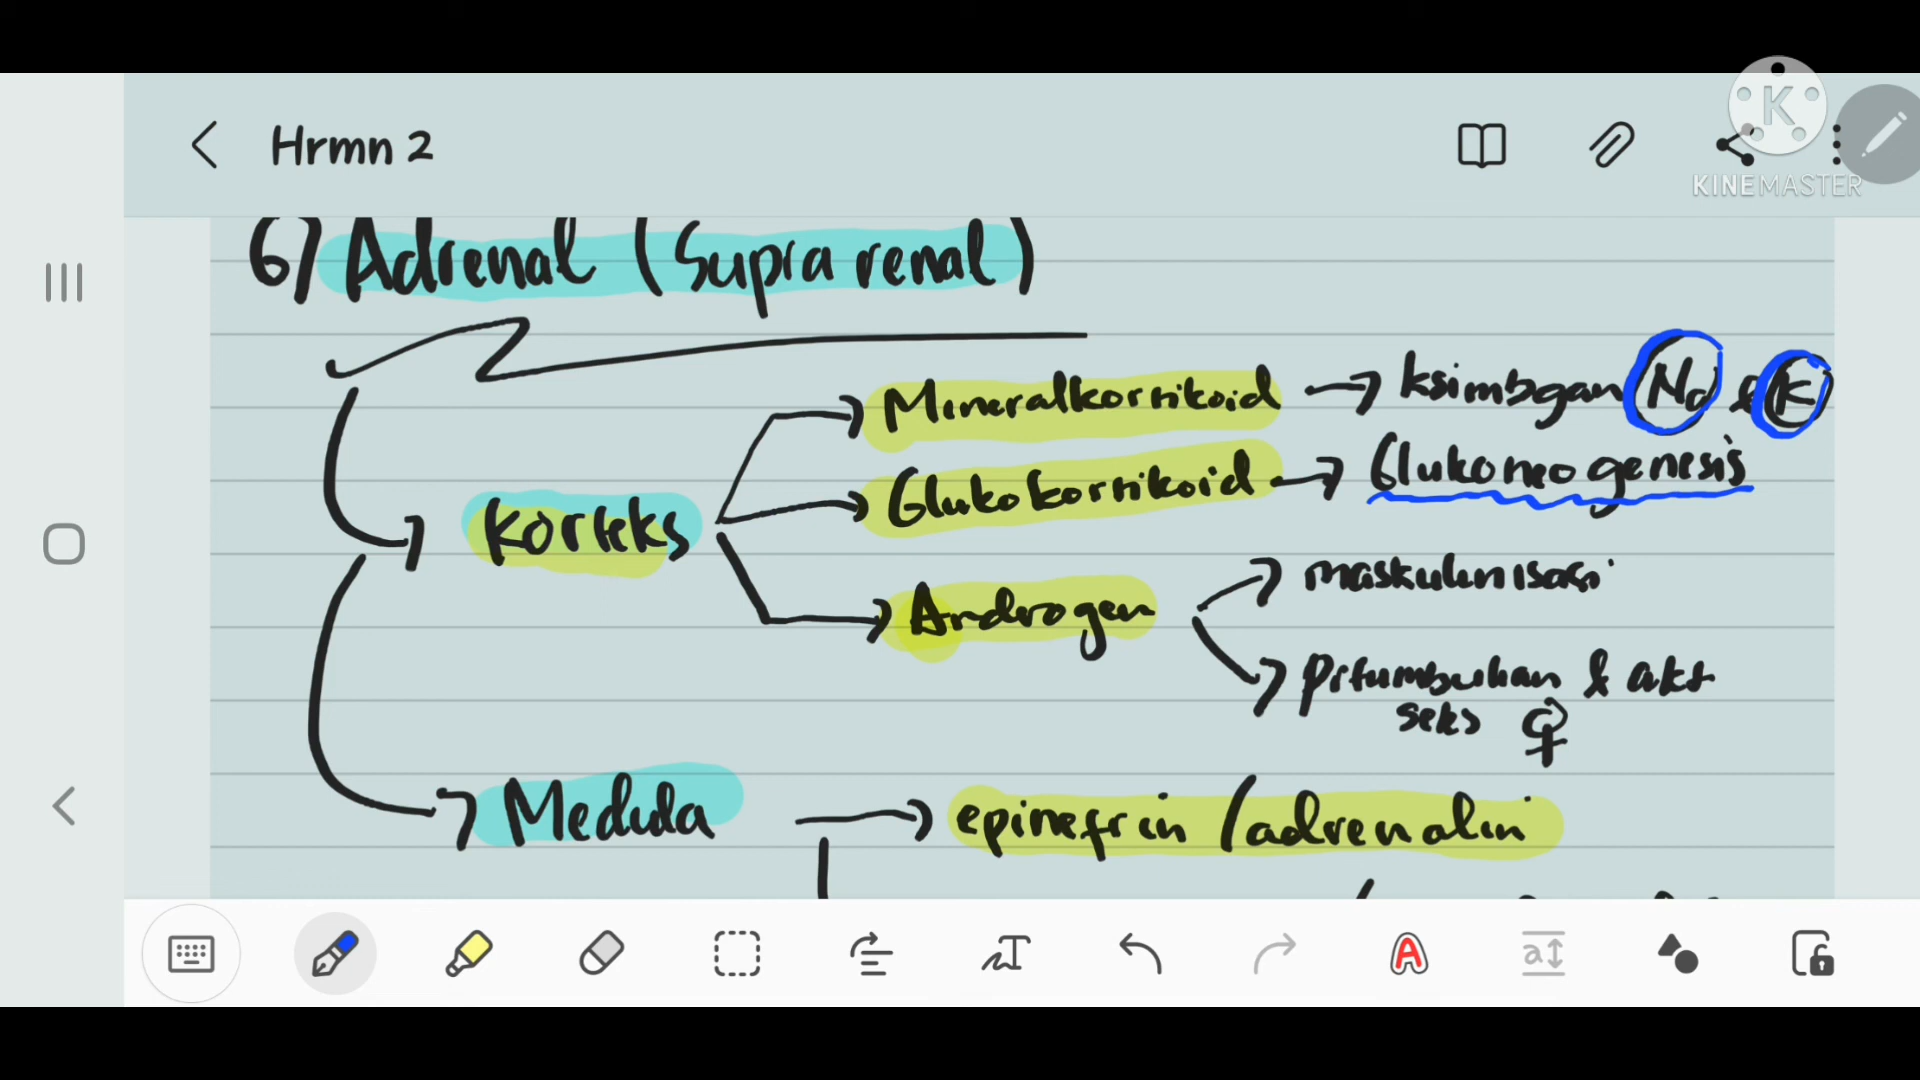 Hrmn 2
KINEMASTER
6) Adrenal (Supra renal)
Mineralkortikoid → ksimbgan Na & K
Glukokortikoid → Glukoneogenesis
Korteks
Androgen → maskulinisasi
→ prtumbuhan & akt
seks ♀
Medula → epinefrin / adrenalin